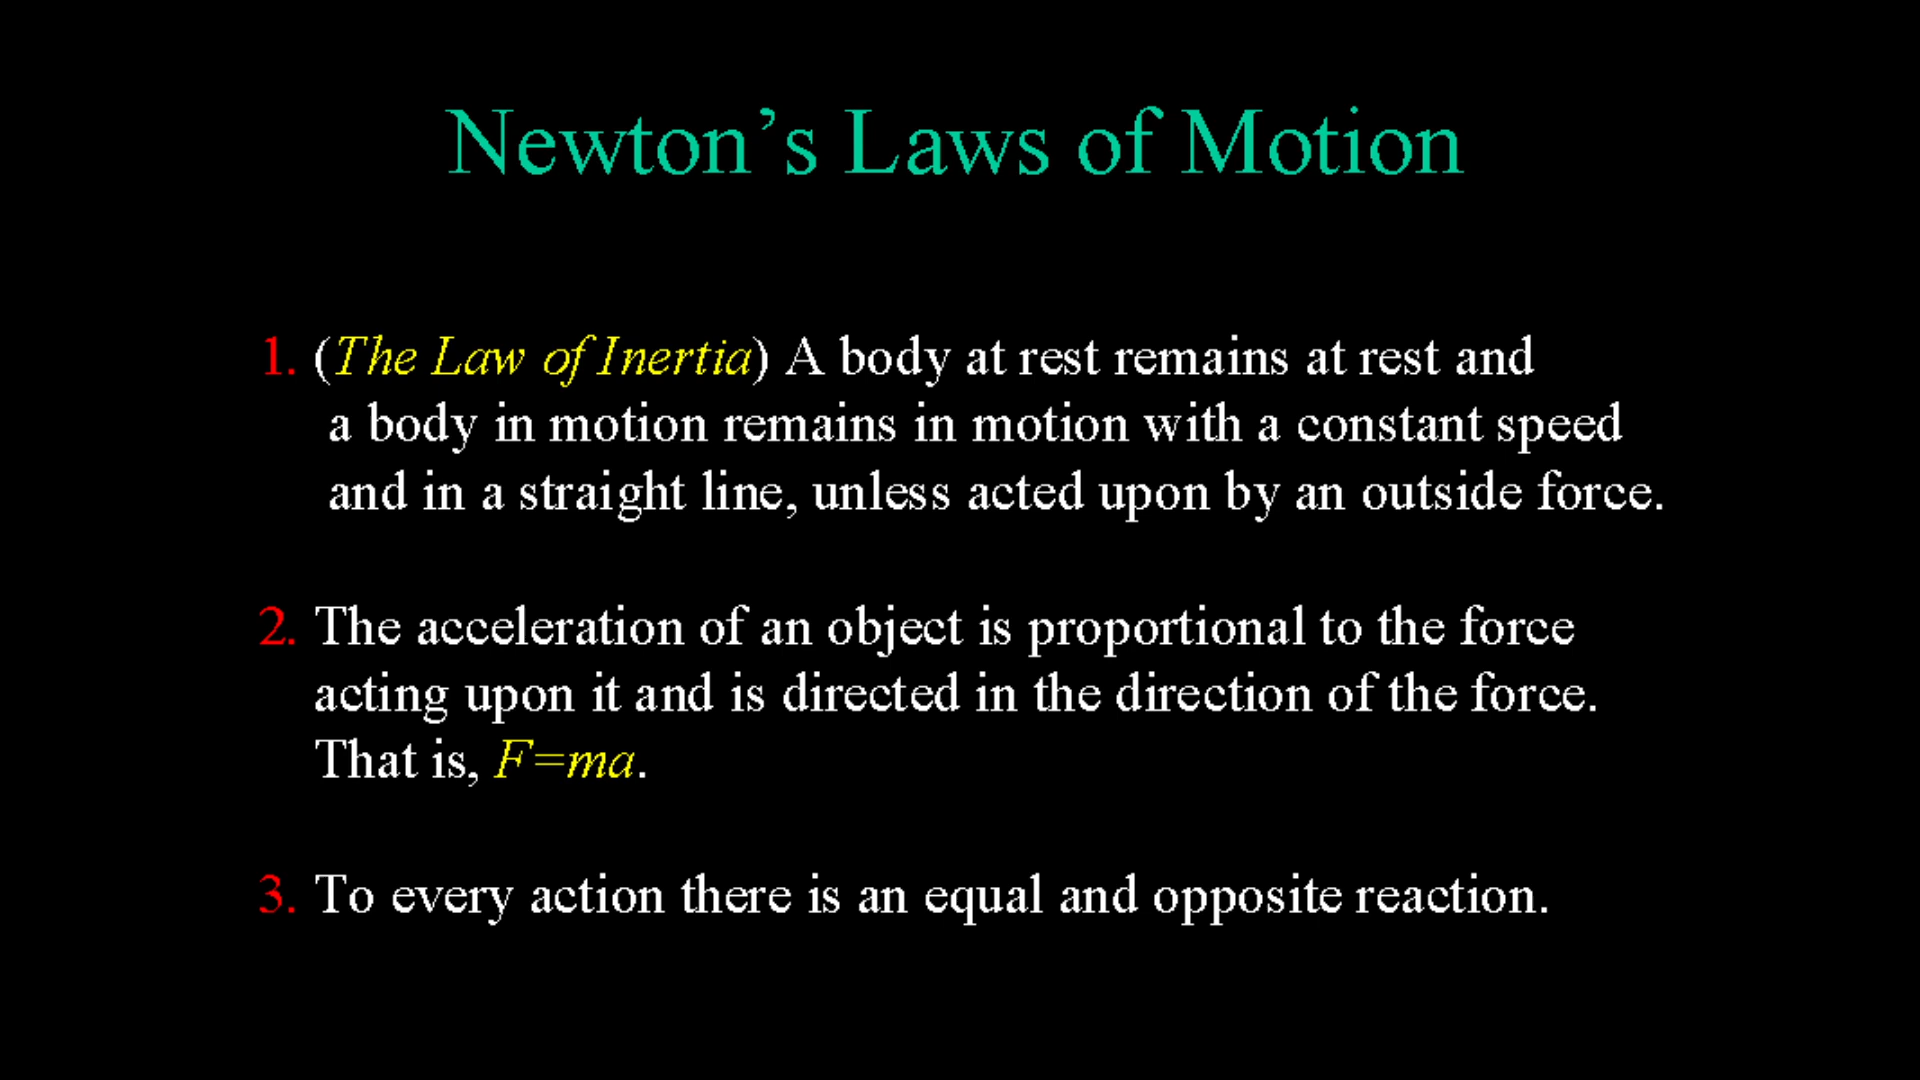 Newton’s Laws of Motion
1. (The Law of Inertia) A body at rest remains at rest and
a body in motion remains in motion with a constant speed
and in a straight line, unless acted upon by an outside force.
2. The acceleration of an object is proportional to the force
acting upon it and is directed in the direction of the force.
That is, F=ma.
3. To every action there is an equal and opposite reaction.